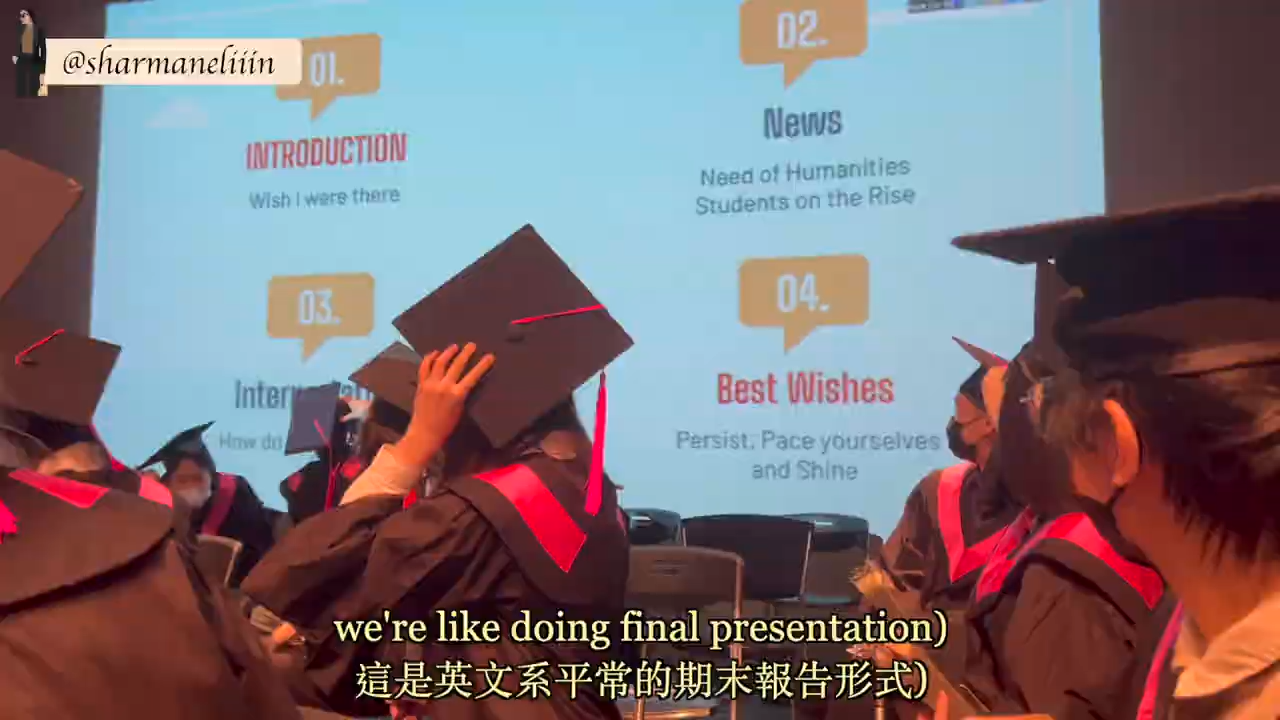 @sharmaneliiin
01.
INTRODUCTION
Wish I were there
02.
News
Need of Humanities
Students on the Rise
03.
How do
04.
Best Wishes
Persist, Pace yourselves
and Shine
we're like doing final presentation)
這是英文系平常的期末報告形式)